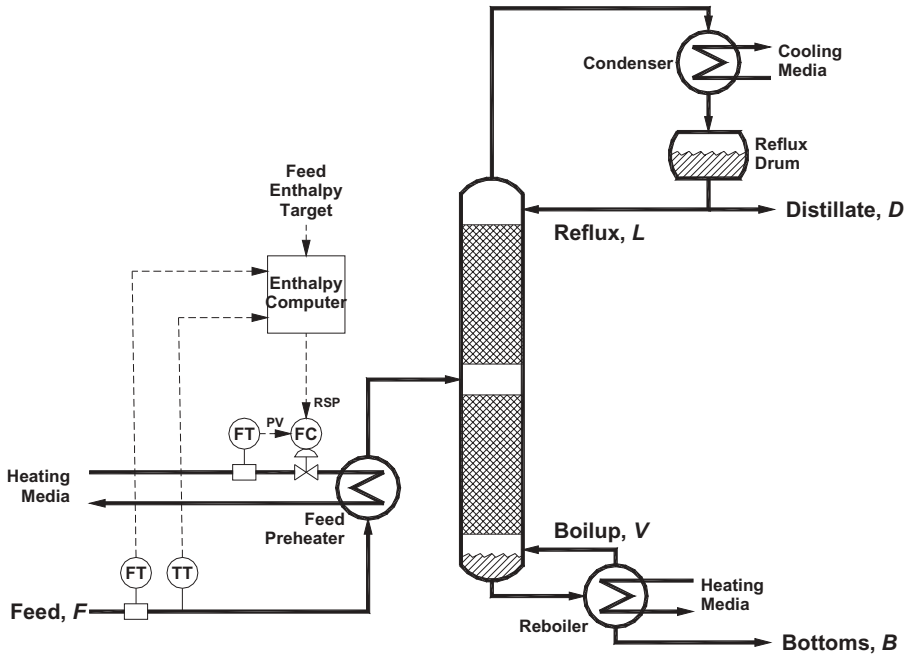 Condenser
Cooling
Media
Reflux
Drum
Distillate, D
Reflux, L
Feed
Enthalpy
Target
Enthalpy
Computer
RSP
PV
FT
FC
Heating
Media
Feed
Preheater
FT
TT
Feed, F
Boilup, V
Heating
Media
Reboiler
Bottoms, B